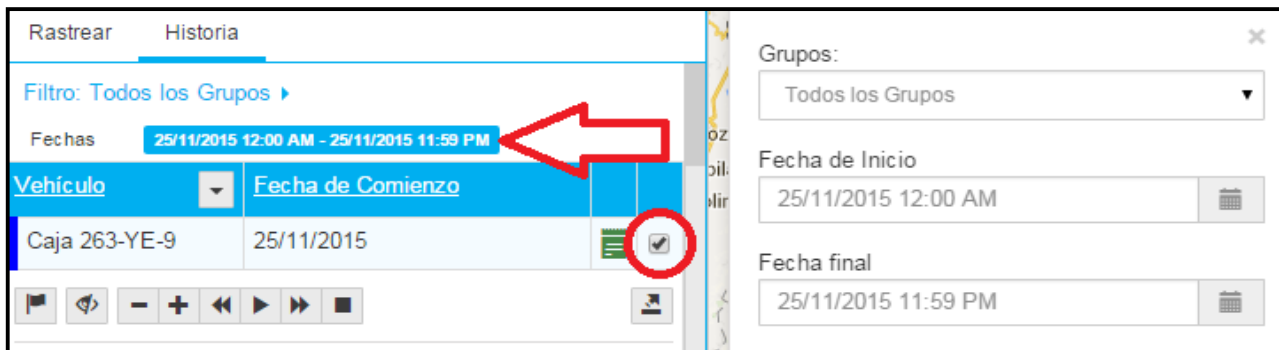 Rastrear Historia
Filtro: Todos los Grupos
Fechas 25/11/2015 12:00 AM - 25/11/2015 11:59 PM
Vehículo Fecha de Comienzo
Caja 263-YE-9 25/11/2015
Grupos:
Todos los Grupos
Fecha de Inicio
25/11/2015 12:00 AM
Fecha final
25/11/2015 11:59 PM